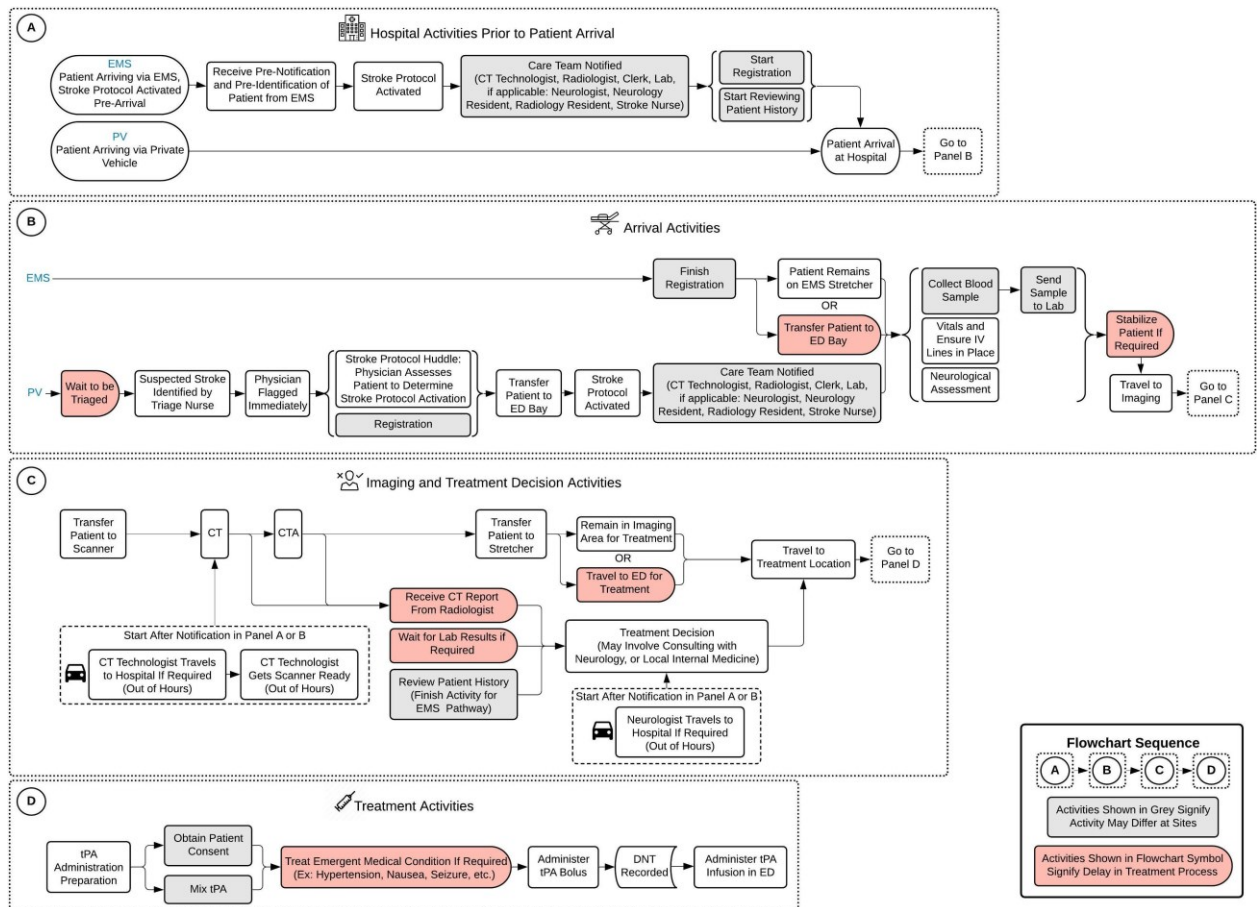 A
Hospital Activities Prior to Patient Arrival
EMS
Patient Arriving via EMS,
Stroke Protocol Activated
Pre-Arrival
Receive Pre-Notification
and Pre-Identification of
Patient from EMS
Stroke Protocol
Activated
Care Team Notified
(CT Technologist, Radiologist, Clerk, Lab,
if applicable: Neurologist, Neurology
Resident, Radiology Resident, Stroke Nurse)
Start
Registration
Start Reviewing
Patient History
PV
Patient Arriving via Private
Vehicle
Patient Arrival
at Hospital
Go to
Panel B
B
Arrival Activities
EMS
Finish
Registration
Patient Remains
on EMS Stretcher
OR
Transfer Patient to
ED Bay
Collect Blood
Sample
Send
Sample
to Lab
Vitals and
Ensure IV
Lines in Place
Neurological
Assessment
Stabilize
Patient If
Required
Travel to
Imaging
Go to
Panel C
PV
Wait to be
Triaged
Suspected Stroke
Identified by
Triage Nurse
Physician
Flagged
Immediately
Stroke Protocol Huddle:
Physician Assesses
Patient to Determine
Stroke Protocol Activation
Registration
Transfer
Patient to
ED Bay
Stroke
Protocol
Activated
Care Team Notified
(CT Technologist, Radiologist, Clerk, Lab,
if applicable: Neurologist, Neurology
Resident, Radiology Resident, Stroke Nurse)
C
Imaging and Treatment Decision Activities
Transfer
Patient to
Scanner
CT
CTA
Transfer
Patient to
Stretcher
Remain in Imaging
Area for Treatment
OR
Travel to ED for
Treatment
Travel to
Treatment Location
Go to
Panel D
Receive CT Report
From Radiologist
Wait for Lab Results if
Required
Review Patient History
(Finish Activity for
EMS Pathway)
Treatment Decision
(May Involve Consulting with
Neurology, or Local Internal Medicine)
Start After Notification in Panel A or B
CT Technologist Travels
to Hospital If Required
(Out of Hours)
CT Technologist
Gets Scanner Ready
(Out of Hours)
Start After Notification in Panel A or B
Neurologist Travels to
Hospital If Required
(Out of Hours)
D
Treatment Activities
tPA
Administration
Preparation
Obtain Patient
Consent
Mix tPA
Treat Emergent Medical Condition If Required
(Ex: Hypertension, Nausea, Seizure, etc.)
Administer
tPA Bolus
DNT
Recorded
Administer tPA
Infusion in ED
Flowchart Sequence
A
B
C
D
Activities Shown in Grey Signify
Activity May Differ at Sites
Activities Shown in Flowchart Symbol
Signify Delay in Treatment Process